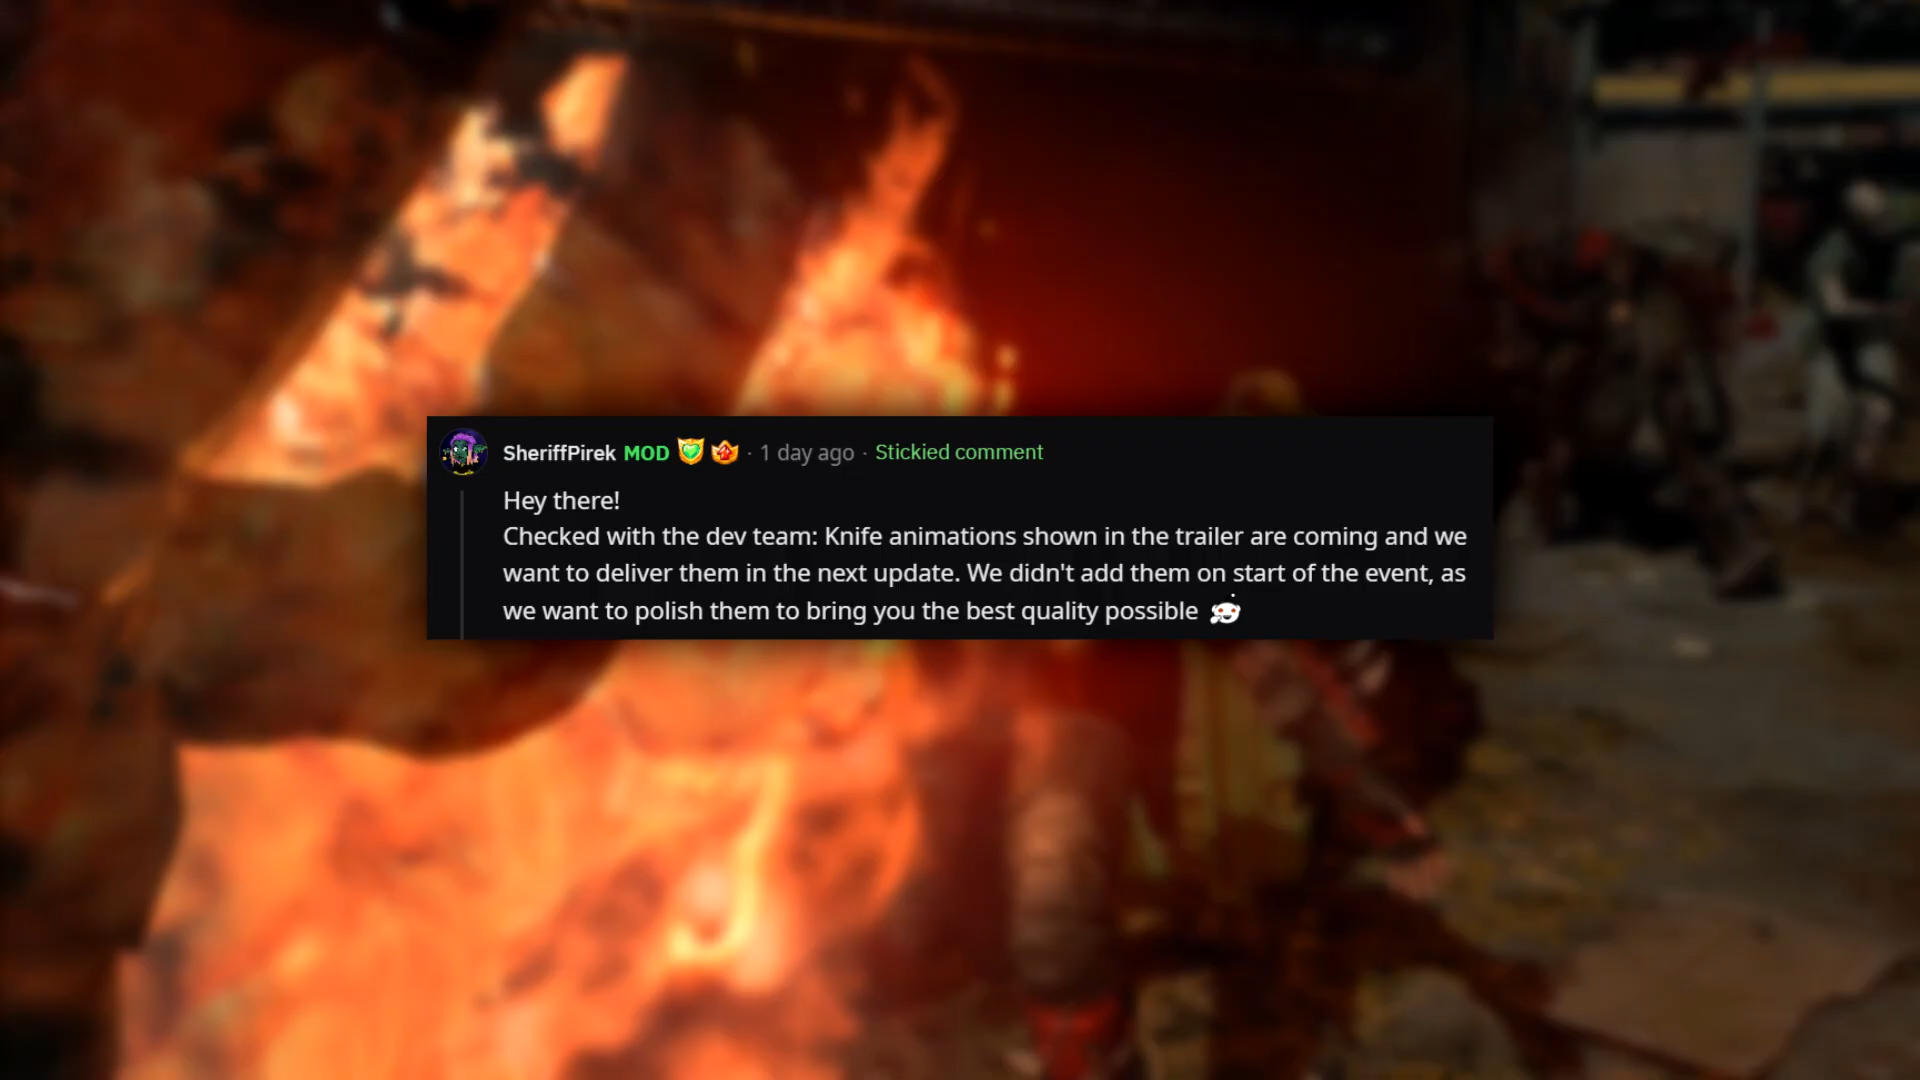 SheriffPirek MOD · 1 day ago · Stickied comment
Hey there!
Checked with the dev team: Knife animations shown in the trailer are coming and we
want to deliver them in the next update. We didn't add them on start of the event, as
we want to polish them to bring you the best quality possible